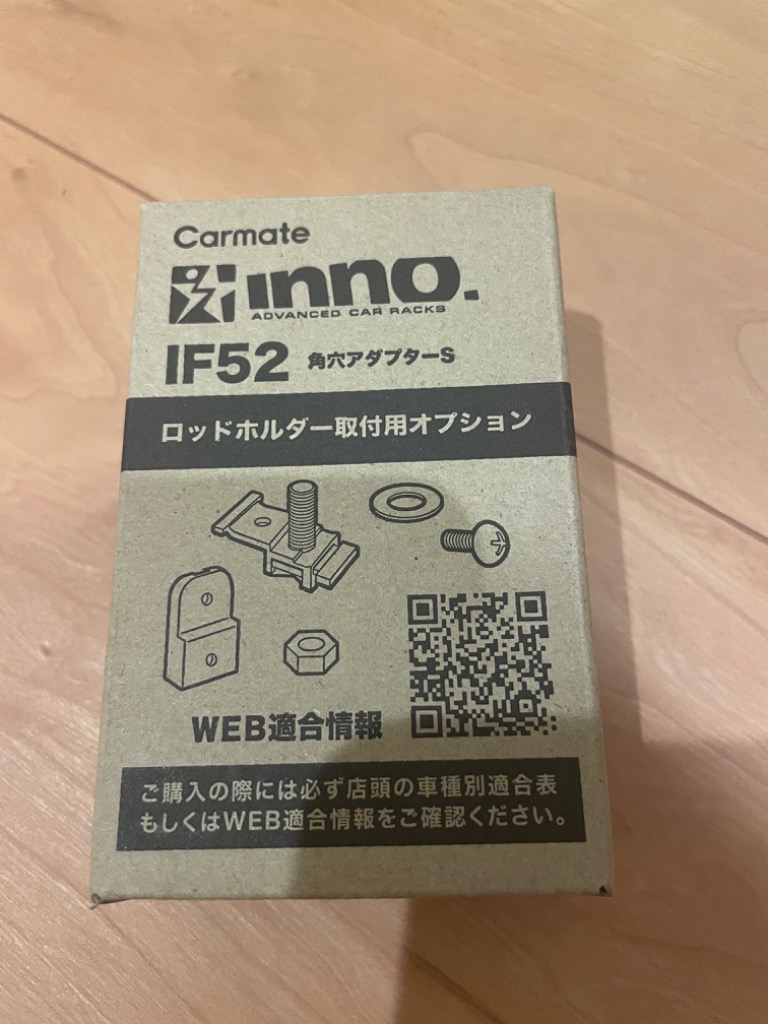 Carmate
inno.
ADVANCED CAR RACKS
IF52 角穴アダプターS
ロッドホルダー取付用オプション
WEB適合情報
ご購入の際には必ず店頭の車種別適合表
もしくはWEB適合情報をご確認ください。